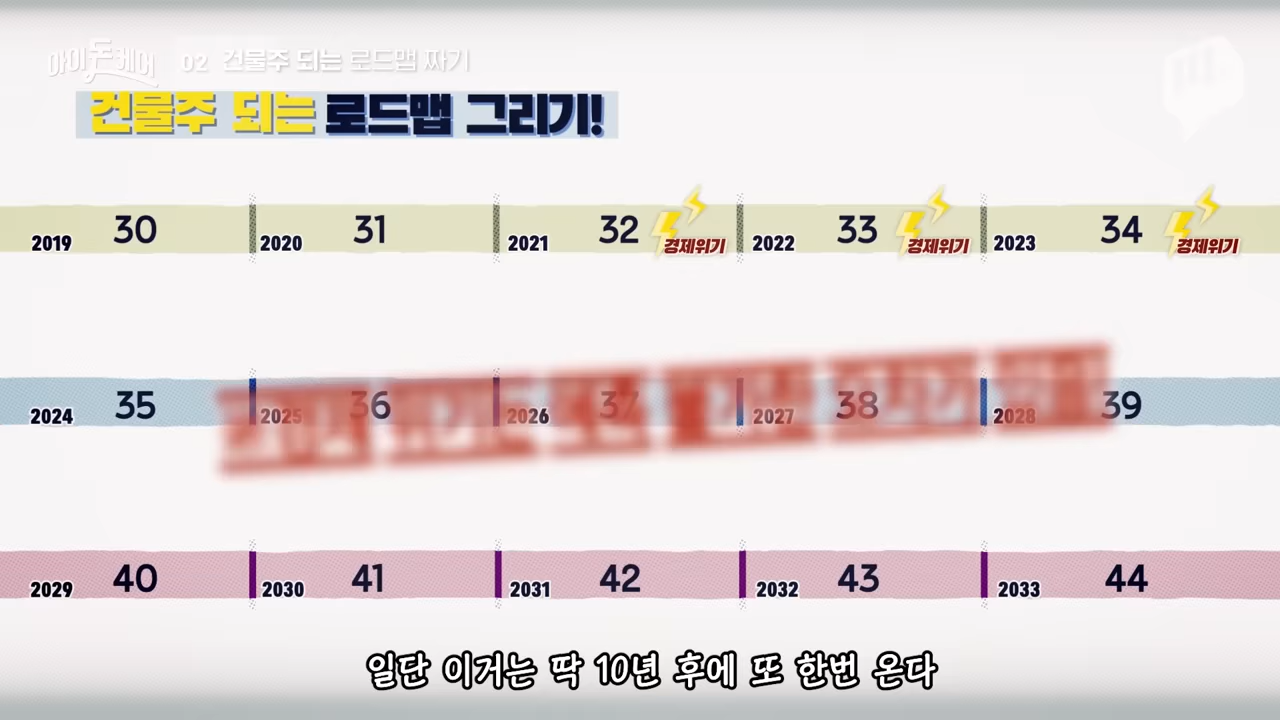 아이돈케어 02 건물주 되는 로드맵 짜기
건물주 되는 로드맵 그리기!
2019 30 2020 31 2021 32 경제위기 2022 33 경제위기 2023 34 경제위기
2024 35 2025 36 2026 37 2027 38 2028 39
2029 40 2030 41 2031 42 2032 43 2033 44
일단 이거는 딱 10년 후에 또 한번 온다